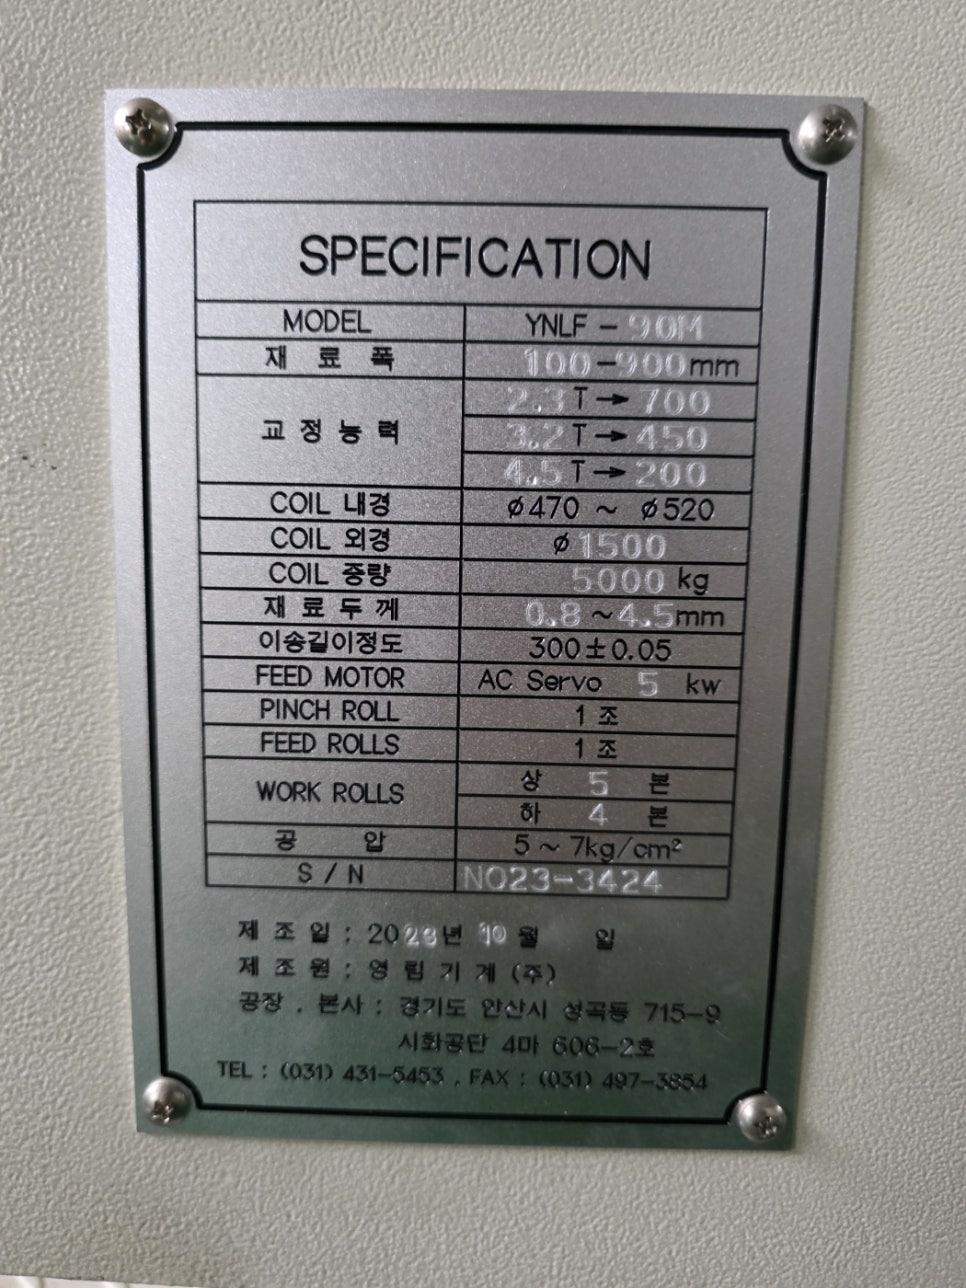 SPECIFICATION
MODEL YNLF - 90M
재 료 폭 100-900mm
교 정 능 력 2.3 T → 700
3.2 T → 450
4.5 T → 200
COIL 내경 ø470 ~ ø520
COIL 외경 ø1500
COIL 중량 5000 kg
재 료 두 께 0.8 ~ 4.5mm
이송길이정도 300±0.05
FEED MOTOR AC Servo 5 kw
PINCH ROLL 1 조
FEED ROLLS 1 조
WORK ROLLS 상 5 본
하 4 본
공 압 5 ~ 7kg/cm²
S / N NO23-3424
제 조 일 : 2023년 10 월 일
제 조 원 : 영 림 기 계 (주)
공장 . 본사 : 경기도 안산시 성곡동 715-9
시화공단 4마 606-2호
TEL : (031) 431-5453 , FAX : (031) 497-3854